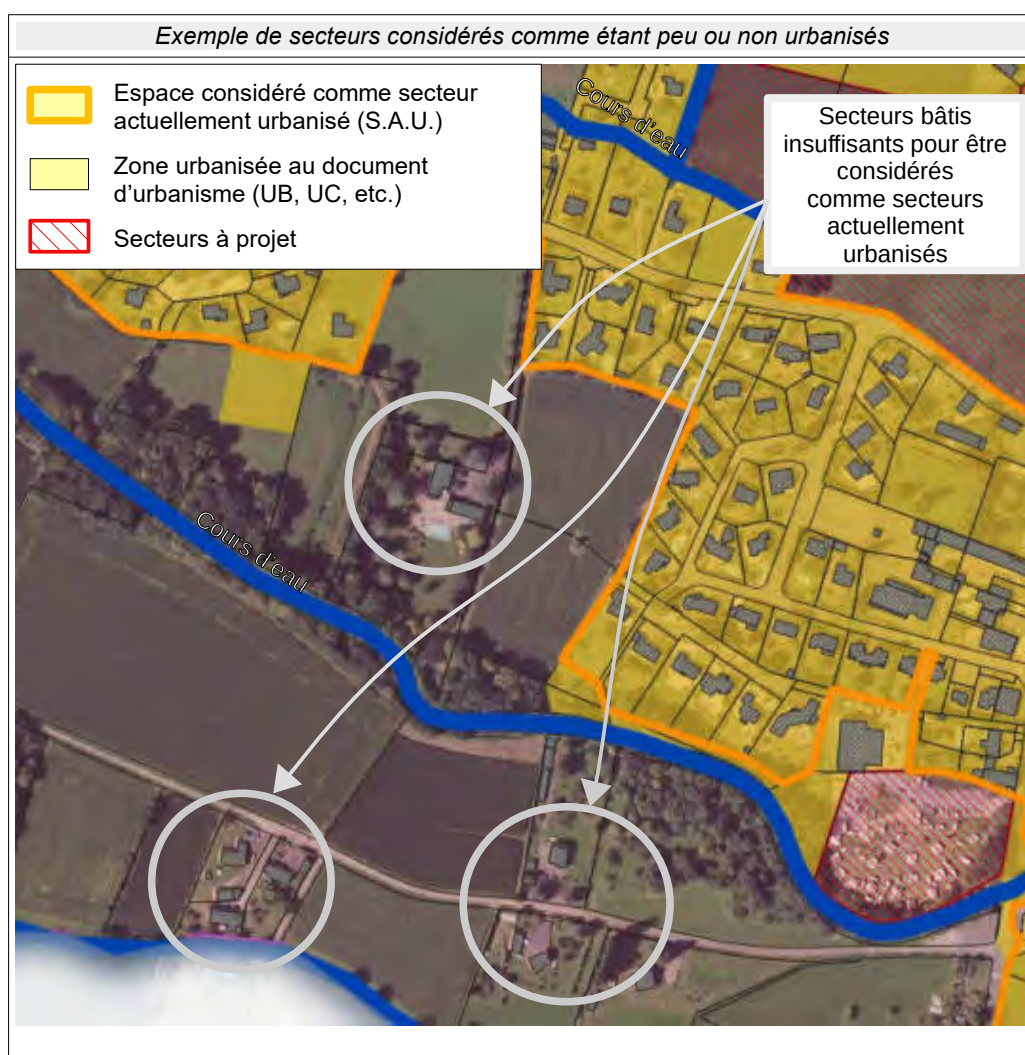 Exemple de secteurs considérés comme étant peu ou non urbanisés
Espace considéré comme secteur
actuellement urbanisé (S.A.U.)
Zone urbanisée au document
d'urbanisme (UB, UC, etc.)
Secteurs à projet
Cours d'eau
Secteurs bâtis
insuffisants pour être
considérés
comme secteurs
actuellement
urbanisés
Cours d'eau